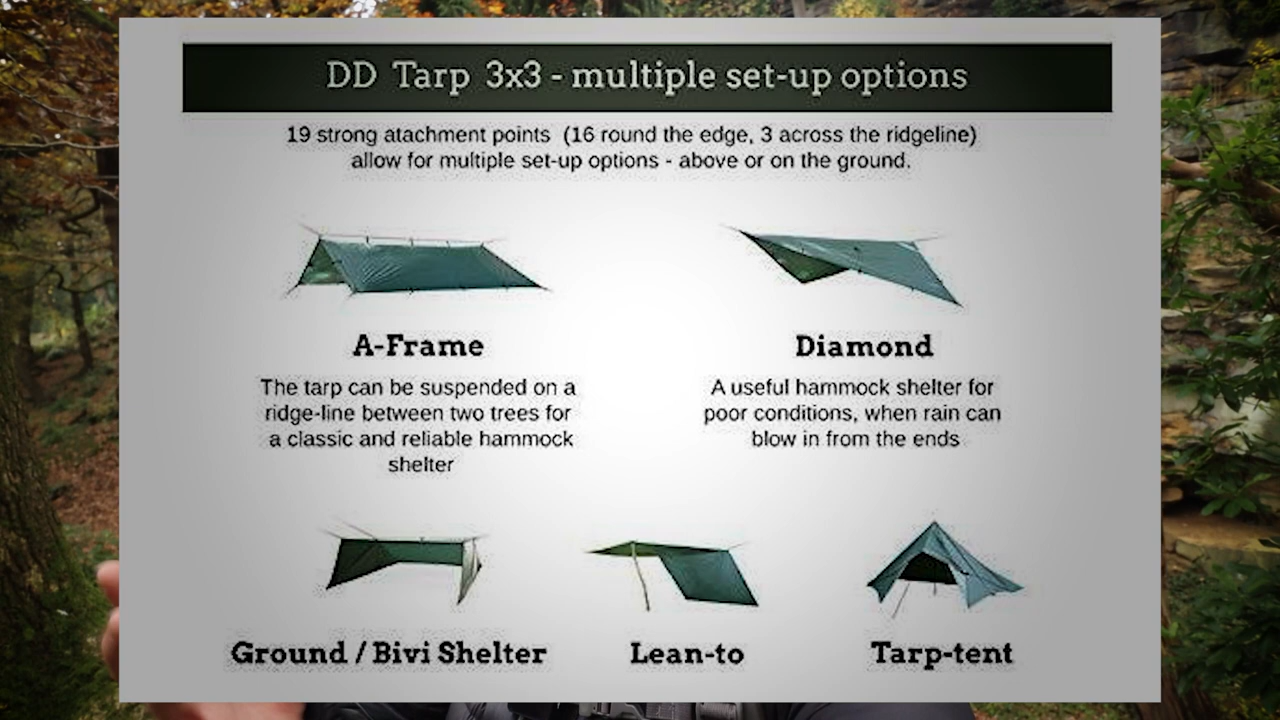 DD Tarp 3x3 - multiple set-up options
19 strong atachment points (16 round the edge, 3 across the ridgeline)
allow for multiple set-up options - above or on the ground.
A-Frame
The tarp can be suspended on a
ridge-line between two trees for
a classic and reliable hammock
shelter
Diamond
A useful hammock shelter for
poor conditions, when rain can
blow in from the ends
Ground / Bivi Shelter
Lean-to
Tarp-tent